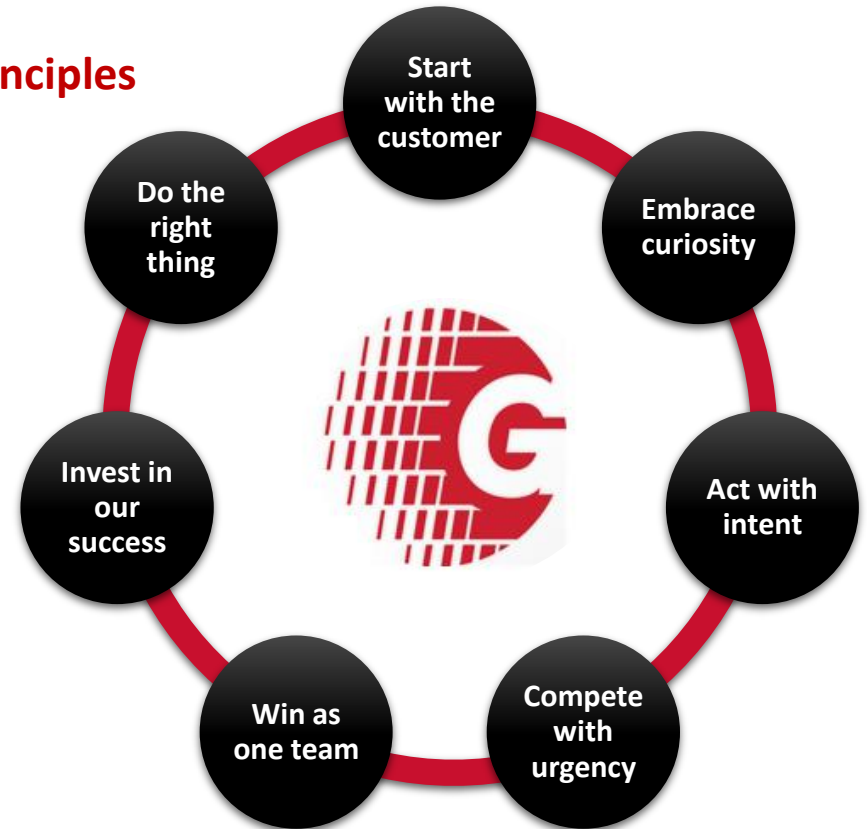 nciples
Start
with the
customer
Embrace
curiosity
Act with
intent
Compete
with
urgency
Win as
one team
Invest in
our
success
Do the
right
thing
G